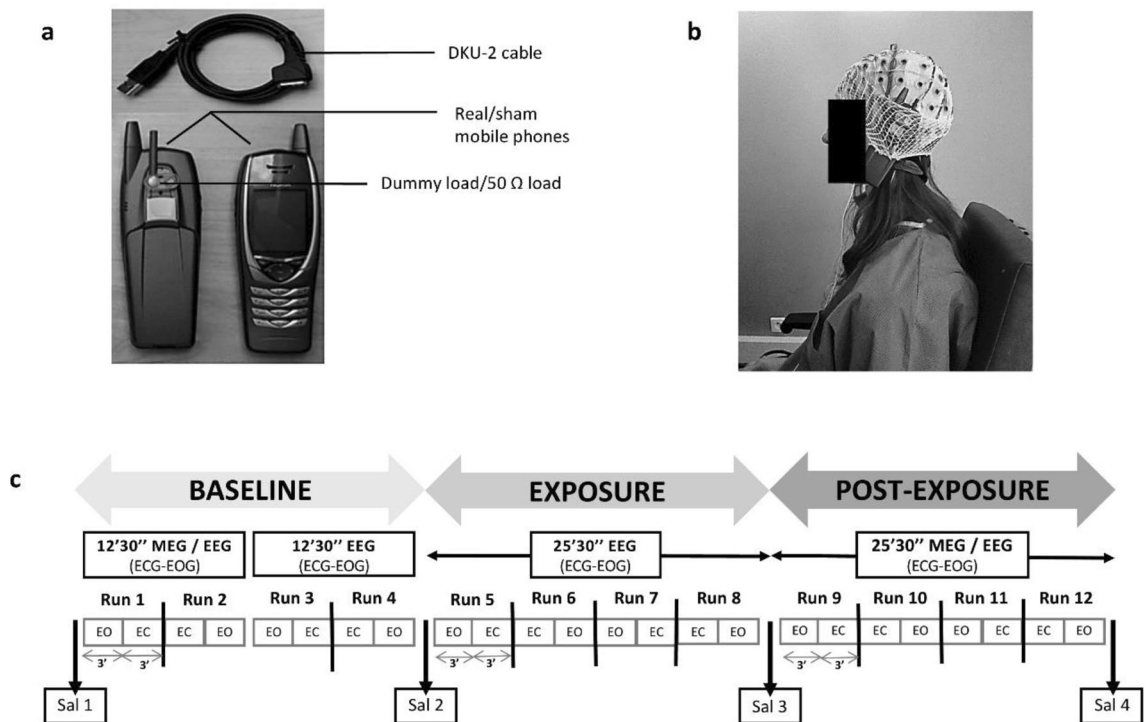 a
DKU-2 cable
Real/sham
mobile phones
Dummy load/50 Ω load
b
c
BASELINE
EXPOSURE
POST-EXPOSURE
12’30’’ MEG / EEG
(ECG-EOG)
12’30’’ EEG
(ECG-EOG)
25’30’’ EEG
(ECG-EOG)
25’30’’ MEG / EEG
(ECG-EOG)
Run 1 Run 2 Run 3 Run 4 Run 5 Run 6 Run 7 Run 8 Run 9 Run 10 Run 11 Run 12
EO EC EC EO EO EC EC EO EO EC EC EO EO EC EC EO EO EC EC EO EO EC EC EO
3’ 3’ 3’ 3’ 3’ 3’
Sal 1 Sal 2 Sal 3 Sal 4